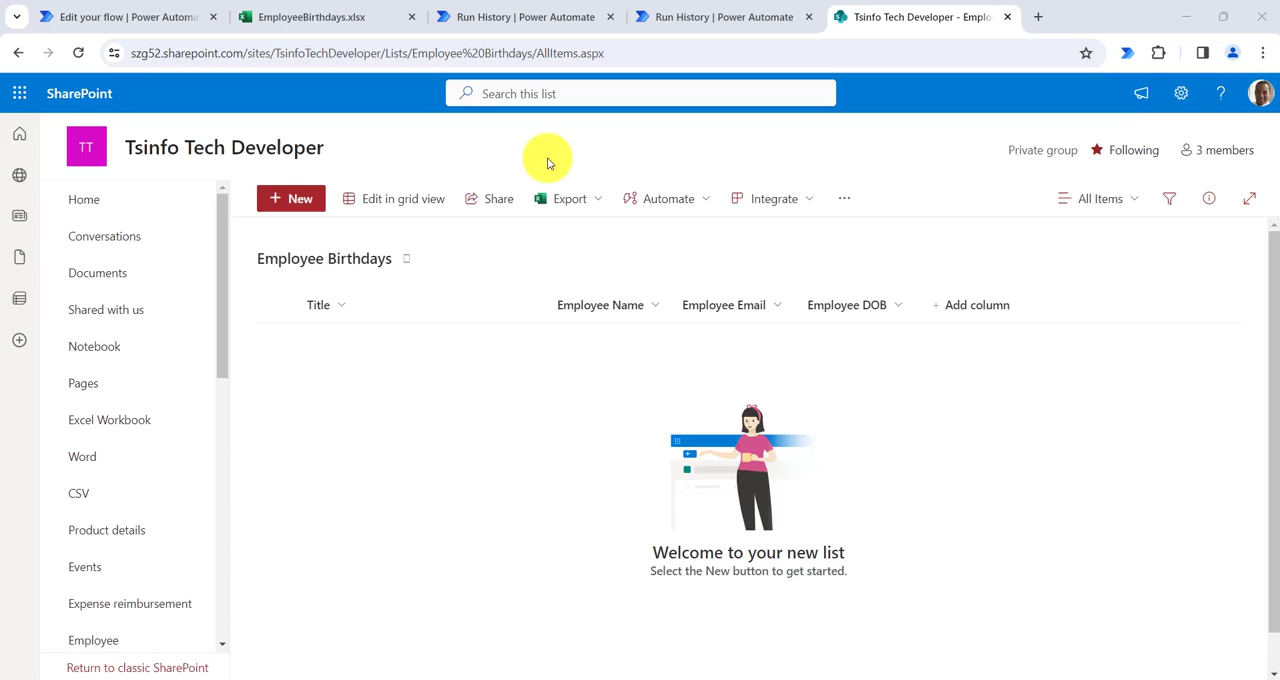 Edit your flow | Power Automa
EmployeeBirthdays.xlsx
Run History | Power Automate
Run History | Power Automate
Tsinfo Tech Developer - Emplo
szg52.sharepoint.com/sites/TsinfoTechDeveloper/Lists/Employee%20Birthdays/AllItems.aspx
SharePoint
Search this list
TT
Tsinfo Tech Developer
Private group
Following
3 members
Home
Conversations
Documents
Shared with us
Notebook
Pages
Excel Workbook
Word
CSV
Product details
Events
Expense reimbursement
Employee
Return to classic SharePoint
+ New
Edit in grid view
Share
Export
Automate
Integrate
...
All Items
Employee Birthdays
Title
Employee Name
Employee Email
Employee DOB
+ Add column
Welcome to your new list
Select the New button to get started.